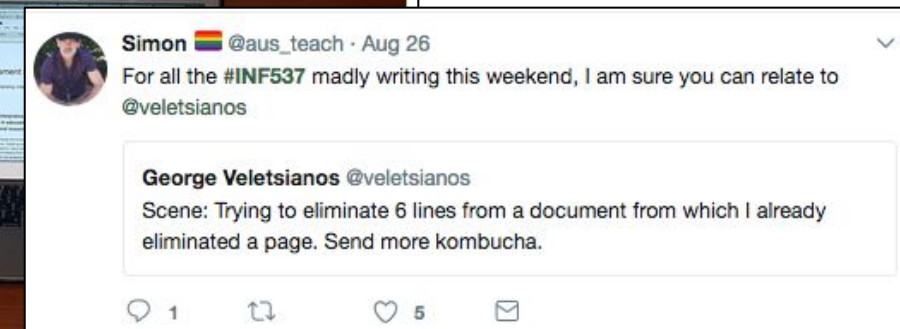 Simon 🏳️‍🌈 @aus_teach · Aug 26
For all the #INF537 madly writing this weekend, I am sure you can relate to
@veletsianos
George Veletsianos @veletsianos
Scene: Trying to eliminate 6 lines from a document from which I already
eliminated a page. Send more kombucha.
1 5